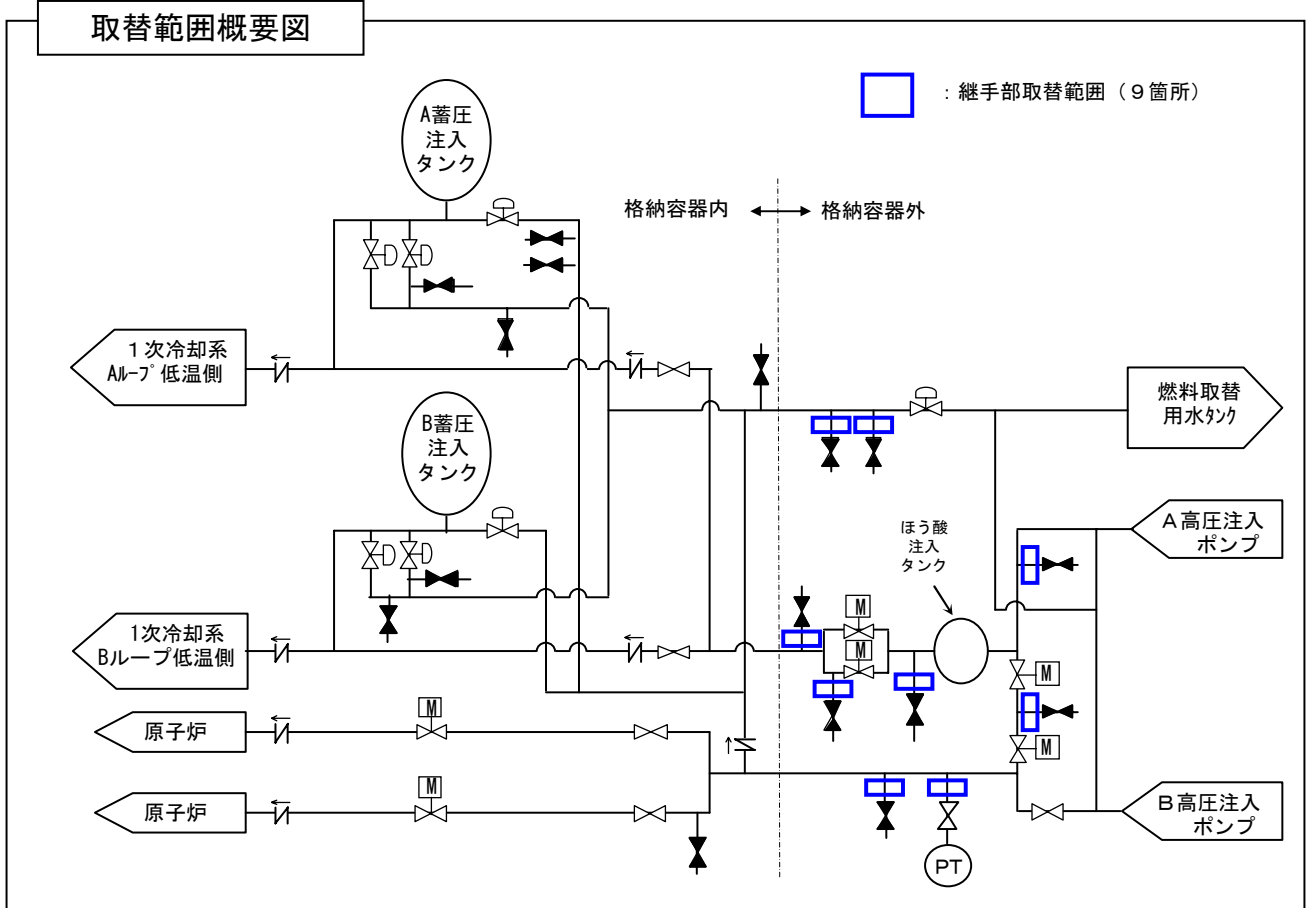 取替範囲概要図
：継手部取替範囲（９箇所）
A蓄圧
注入
タンク
格納容器内
格納容器外
１次冷却系
Aﾙｰﾌﾟ低温側
燃料取替
用水ﾀﾝｸ
B蓄圧
注入
タンク
A高圧注入
ポンプ
ほう酸
注入
タンク
M
M
1次冷却系
Bループ低温側
M
M
M
原子炉
M
原子炉
B高圧注入
ポンプ
PT